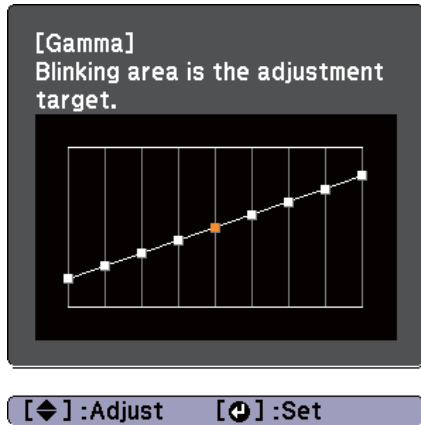 [Gamma]
Blinking area is the adjustment
target.
[◆] :Adjust [↵] :Set